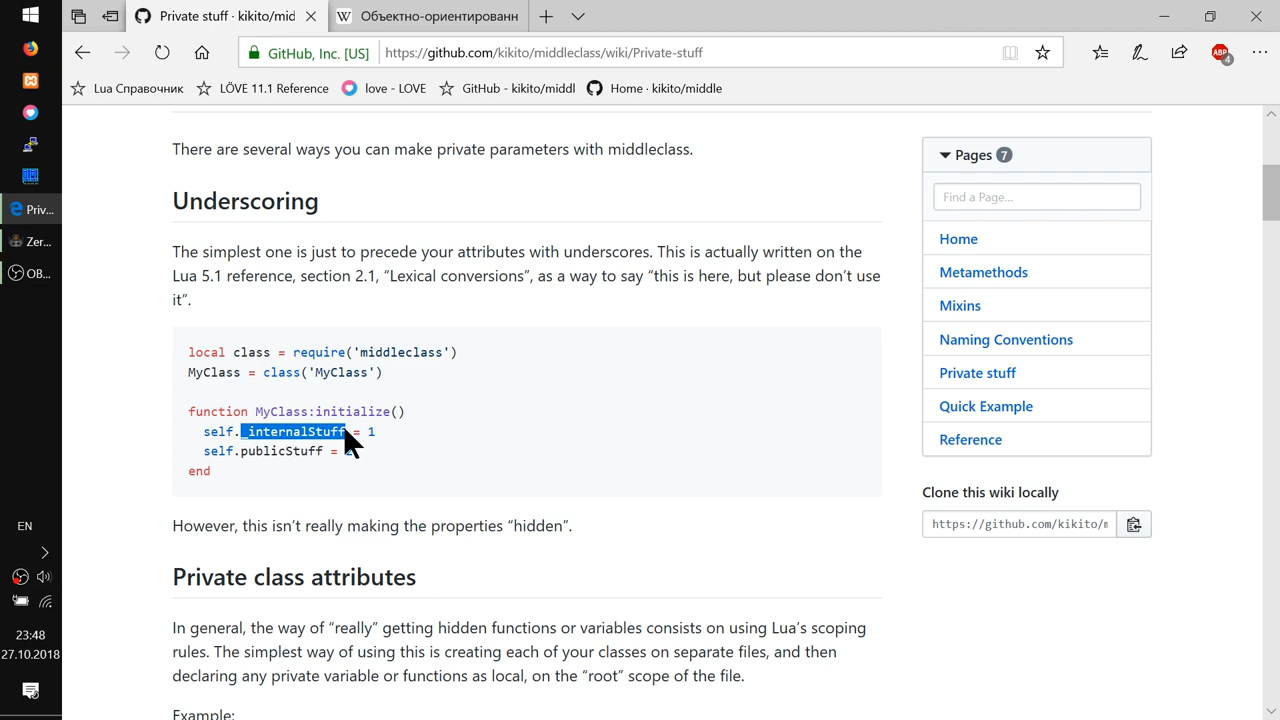 Private stuff · kikito/mid
Объектно-ориентированн
GitHub, Inc. [US]
https://github.com/kikito/middleclass/wiki/Private-stuff
ABP
4
Lua Справочник
LÖVE 11.1 Reference
love - LOVE
GitHub - kikito/middl
Home · kikito/middle
Priv...
Zer...
OB...
EN
23:48
27.10.2018
There are several ways you can make private parameters with middleclass.
Underscoring
The simplest one is just to precede your attributes with underscores. This is actually written on the
Lua 5.1 reference, section 2.1, “Lexical conversions”, as a way to say “this is here, but please don’t use
it”.
local class = require('middleclass')
MyClass = class('MyClass')
function MyClass:initialize()
self._internalStuff = 1
self.publicStuff =
end
However, this isn’t really making the properties “hidden”.
Private class attributes
In general, the way of “really” getting hidden functions or variables consists on using Lua’s scoping
rules. The simplest way of using this is creating each of your classes on separate files, and then
declaring any private variable or functions as local, on the “root” scope of the file.
Example:
Pages 7
Find a Page...
Home
Metamethods
Mixins
Naming Conventions
Private stuff
Quick Example
Reference
Clone this wiki locally
https://github.com/kikito/m